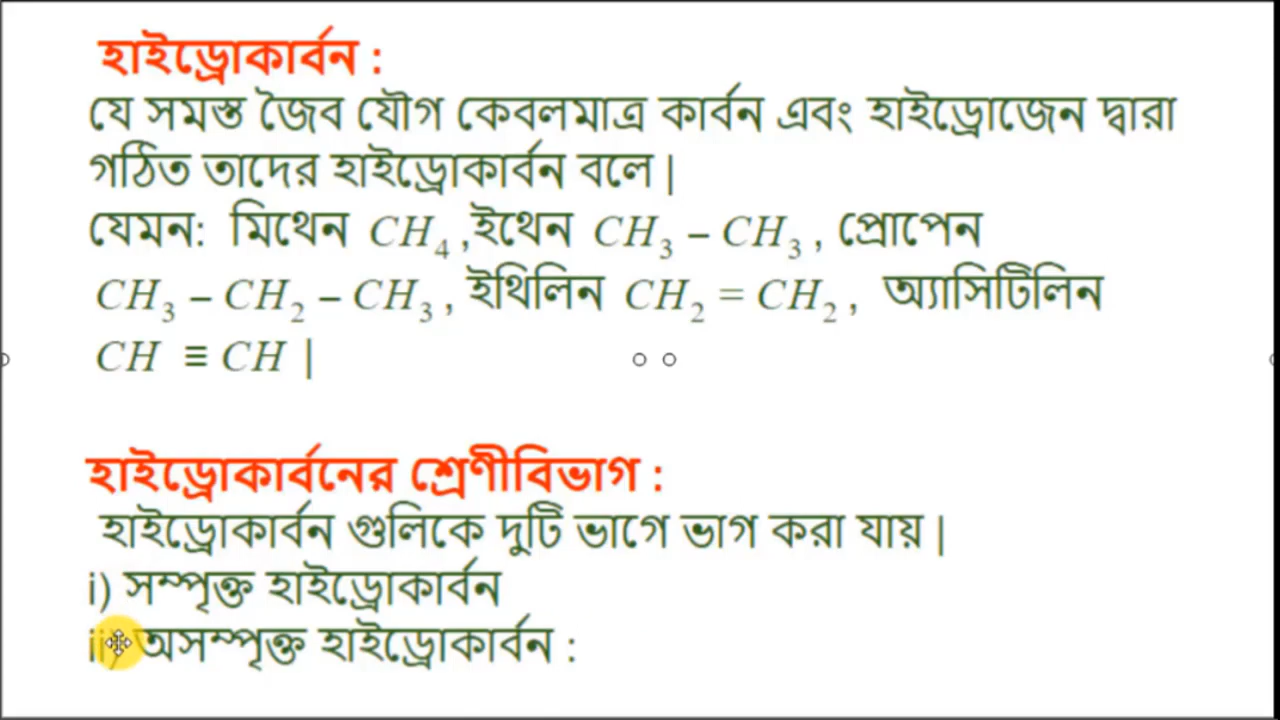 হাইড্রোকার্বন :
যে সমস্ত জৈব যৌগ কেবলমাত্র কার্বন এবং হাইড্রোজেন দ্বারা
গঠিত তাদের হাইড্রোকার্বন বলে |
যেমন: মিথেন CH₄ ,ইথেন CH₃ – CH₃ , প্রোপেন
CH₃ – CH₂ – CH₃ , ইথিলিন CH₂ = CH₂ , অ্যাসিটিলিন
CH ≡ CH |
হাইড্রোকার্বনের শ্রেণীবিভাগ :
হাইড্রোকার্বন গুলিকে দুটি ভাগে ভাগ করা যায় |
i) সম্পৃক্ত হাইড্রোকার্বন
ii) অসম্পৃক্ত হাইড্রোকার্বন :